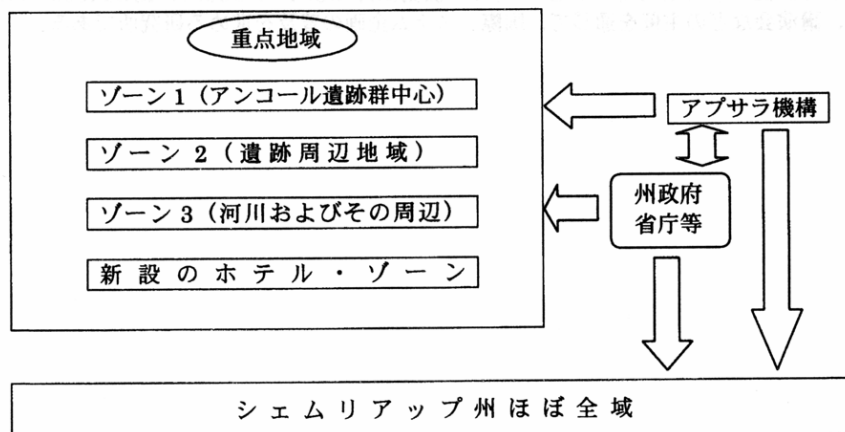 重点地域
ゾーン1（アンコール遺跡群中心）
ゾーン2（遺跡周辺地域）
ゾーン3（河川およびその周辺）
新設のホテル・ゾーン
アプサラ機構
州政府
省庁等
シェムリアップ州ほぼ全域